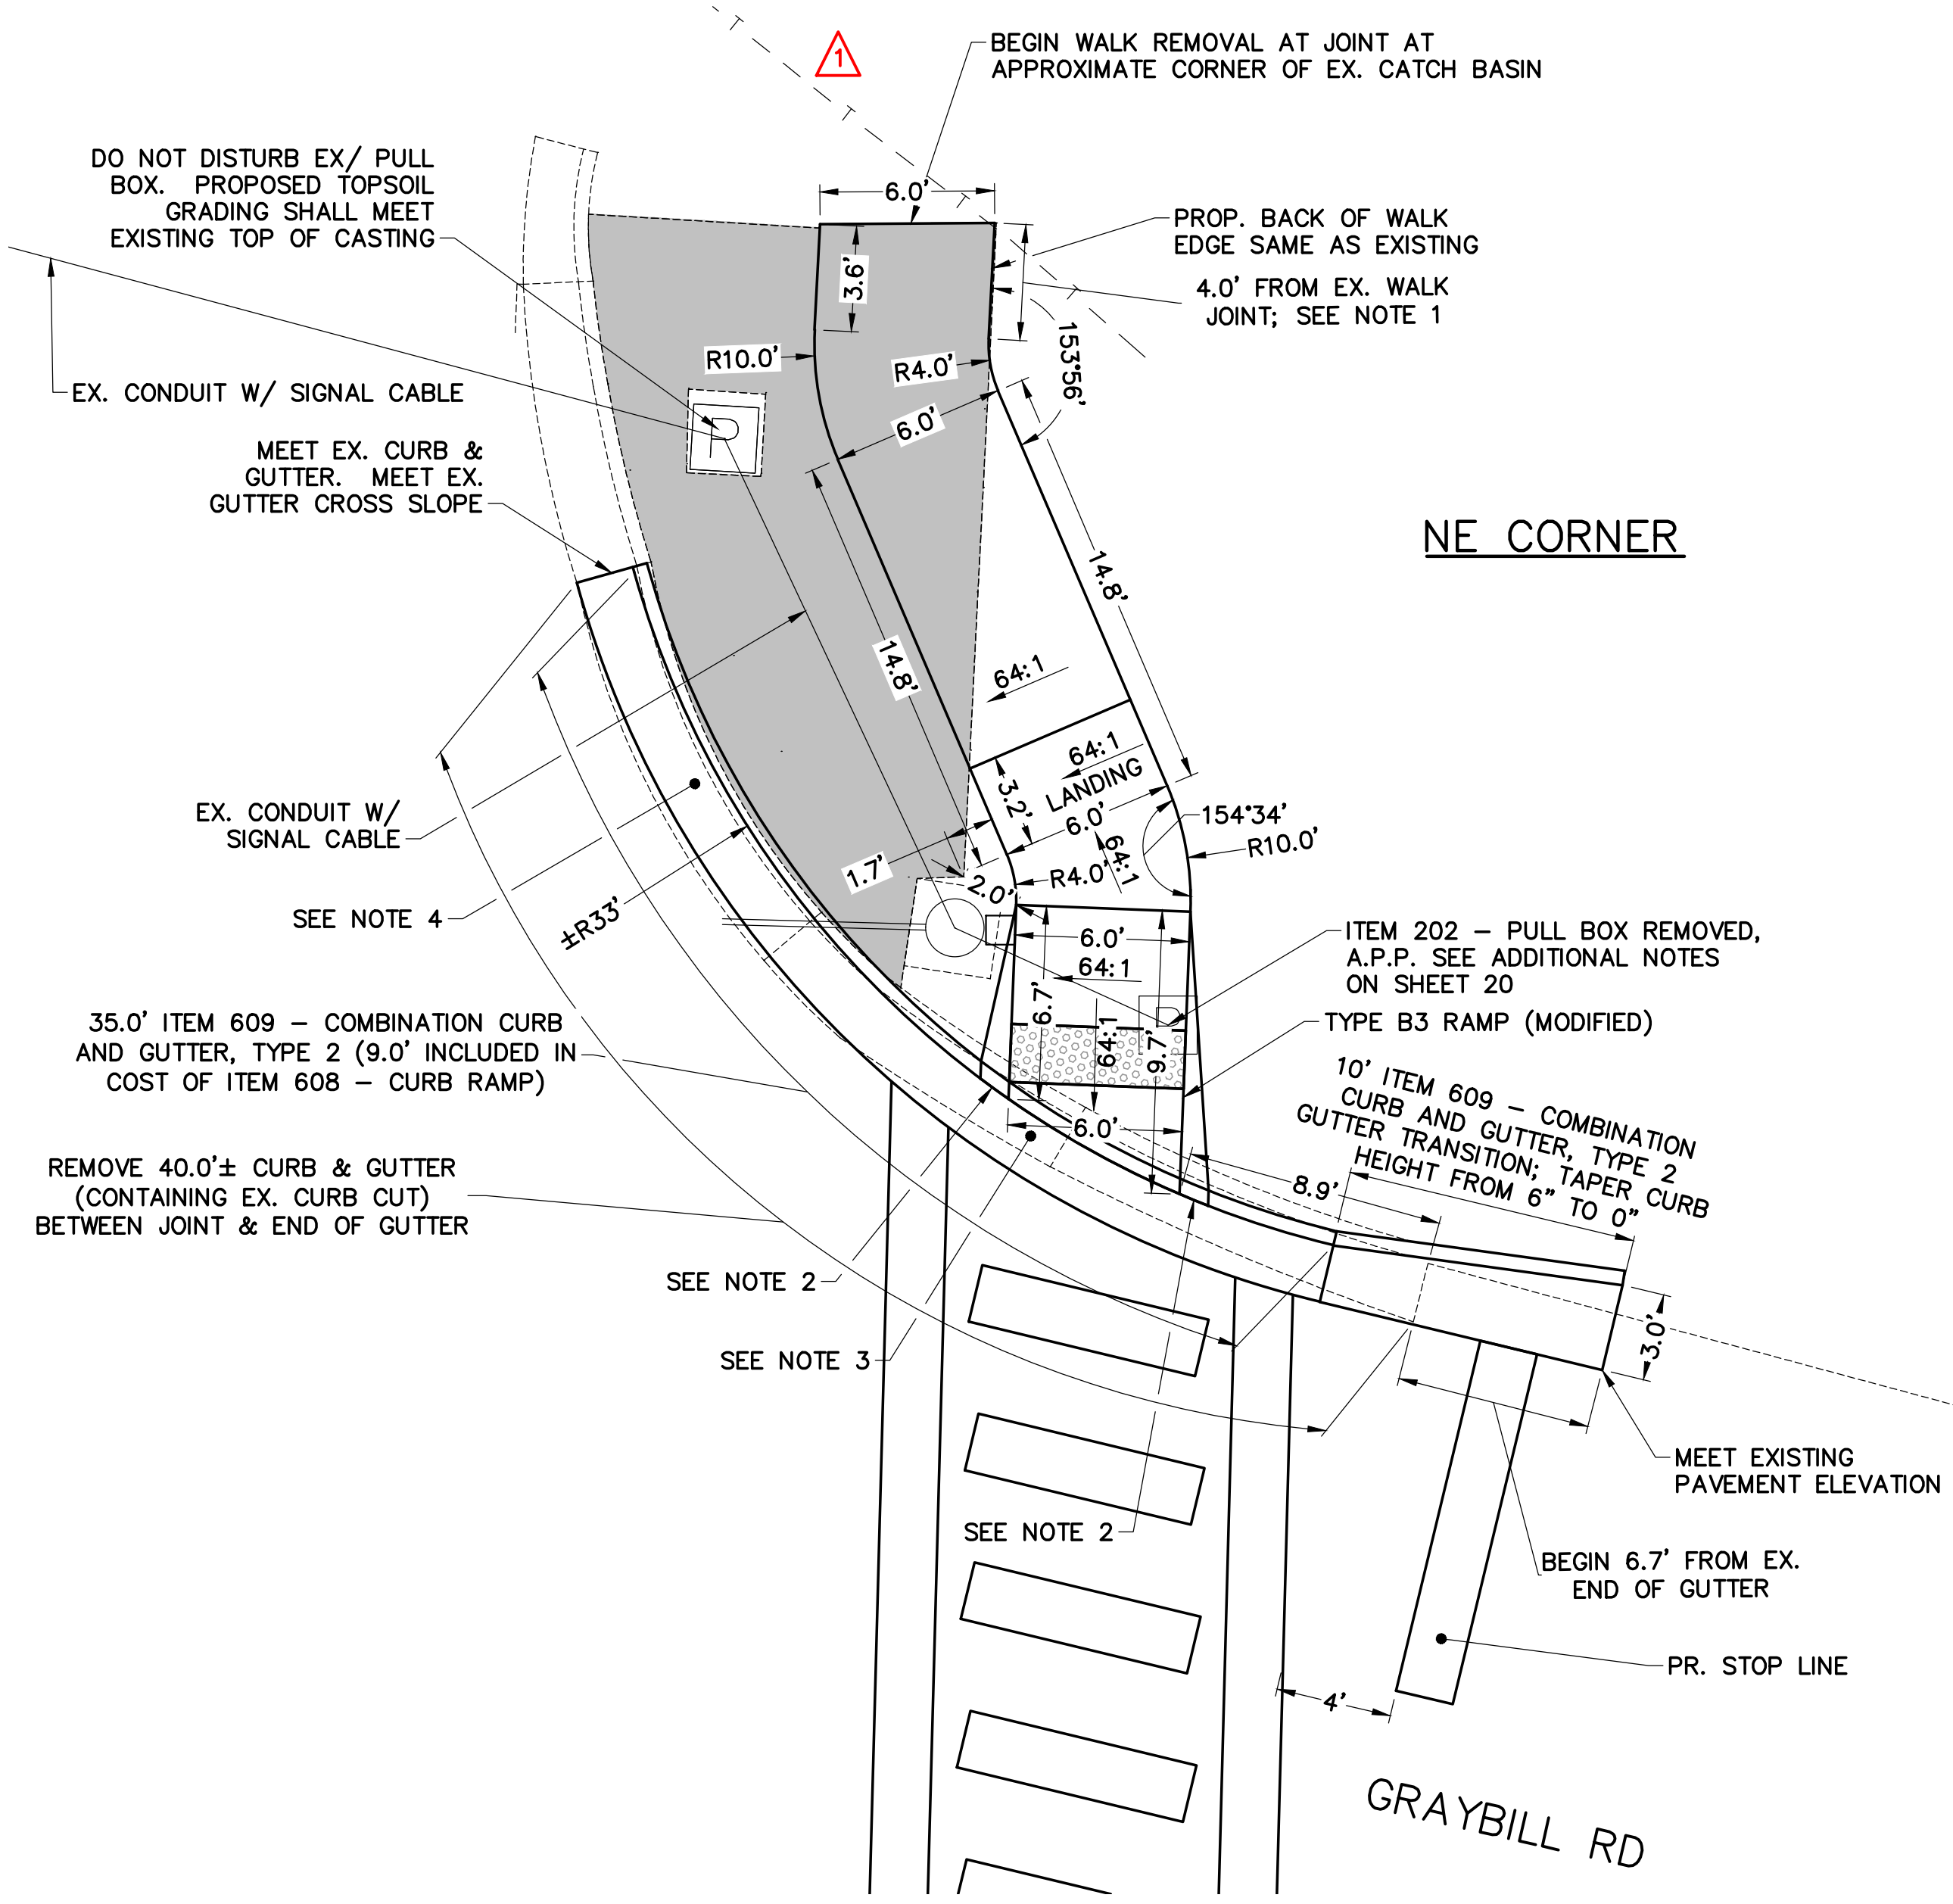 1
BEGIN WALK REMOVAL AT JOINT AT
APPROXIMATE CORNER OF EX. CATCH BASIN
DO NOT DISTURB EX/ PULL
BOX.  PROPOSED TOPSOIL
GRADING SHALL MEET
EXISTING TOP OF CASTING
6.0'
PROP. BACK OF WALK
EDGE SAME AS EXISTING
4.0' FROM EX. WALK
JOINT; SEE NOTE 1
3.6'
153°56'
R10.0'
R4.0'
6.0'
EX. CONDUIT W/ SIGNAL CABLE
P
MEET EX. CURB &
GUTTER.  MEET EX.
GUTTER CROSS SLOPE
NE CORNER
14.8'
14.8'
64:1
64:1
LANDING
3.2'
6.0'
154°34'
R10.0'
64:1
R4.0'
1.7'
2.0'
EX. CONDUIT W/
SIGNAL CABLE
SEE NOTE 4
±R33'
6.0'
64:1
6.7'
P
64:1
9.7'
6.0'
ITEM 202 – PULL BOX REMOVED,
A.P.P. SEE ADDITIONAL NOTES
ON SHEET 20
TYPE B3 RAMP (MODIFIED)
35.0' ITEM 609 – COMBINATION CURB
AND GUTTER, TYPE 2 (9.0' INCLUDED IN
COST OF ITEM 608 – CURB RAMP)
10' ITEM 609 – COMBINATION
CURB AND GUTTER, TYPE 2
GUTTER TRANSITION; TAPER CURB
HEIGHT FROM 6" TO 0"
8.9'
REMOVE 40.0'± CURB & GUTTER
(CONTAINING EX. CURB CUT)
BETWEEN JOINT & END OF GUTTER
SEE NOTE 2
SEE NOTE 3
3.0'
MEET EXISTING
PAVEMENT ELEVATION
SEE NOTE 2
BEGIN 6.7' FROM EX.
END OF GUTTER
PR. STOP LINE
4'
GRAYBILL RD